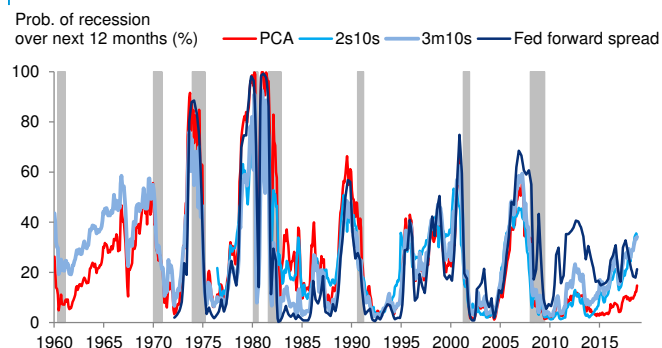 Prob. of recession
over next 12 months (%)
PCA 2s10s 3m10s Fed forward spread
100
80
60
40
20
0
1960 1965 1970 1975 1980 1985 1990 1995 2000 2005 2010 2015